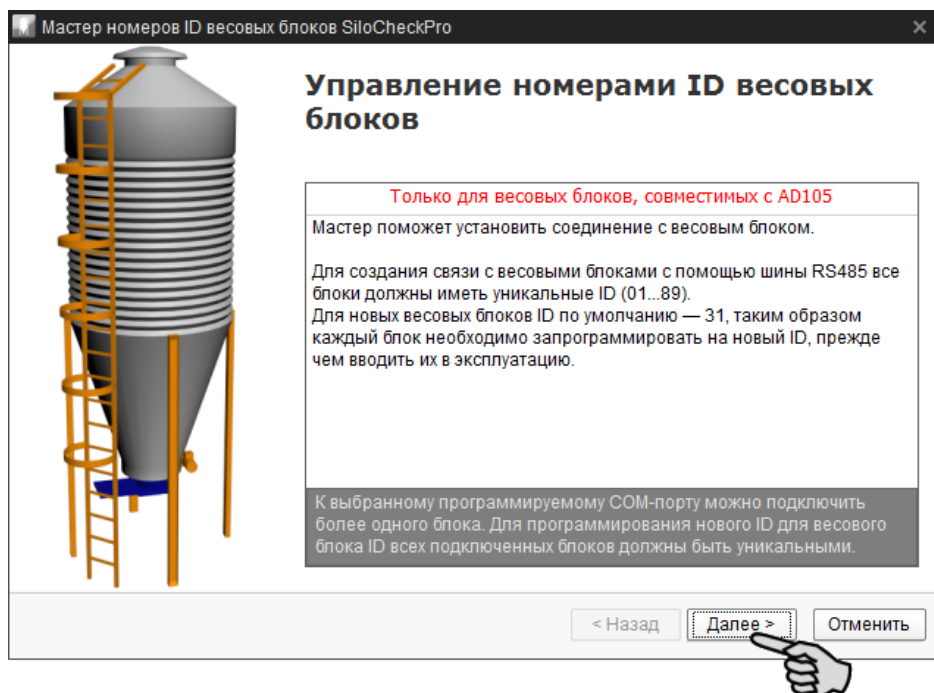 Мастер номеров ID весовых блоков SiloCheckPro
Управление номерами ID весовых
блоков
Только для весовых блоков, совместимых с AD105
Мастер поможет установить соединение с весовым блоком.
Для создания связи с весовыми блоками с помощью шины RS485 все
блоки должны иметь уникальные ID (01...89).
Для новых весовых блоков ID по умолчанию — 31, таким образом
каждый блок необходимо запрограммировать на новый ID, прежде
чем вводить их в эксплуатацию.
К выбранному программируемому COM-порту можно подключить
более одного блока. Для программирования нового ID для весового
блока ID всех подключенных блоков должны быть уникальными.
< Назад Далее > Отменить